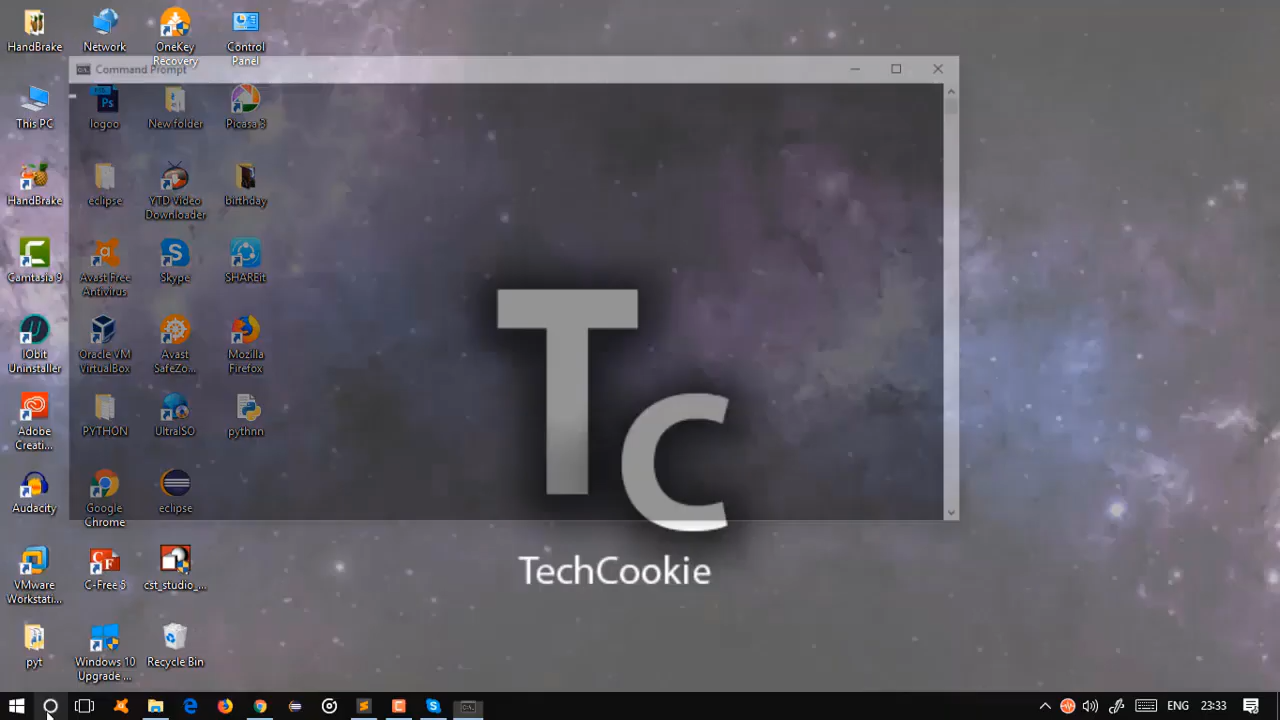 HandBrake
Network
OneKey
Recovery
Control
Panel
Command Prompt
This PC
Ps
logoo
New folder
Picasa 3
HandBrake
eclipse
YTD Video
Downloader
birthday
Camtasia 9
Avast Free
Antivirus
Skype
SHAREit
IObit
Uninstaller
Oracle VM
VirtualBox
Avast
SafeZo...
Mozilla
Firefox
Adobe
Creati...
PYTHON
UltraISO
pythnn
Audacity
Google
Chrome
eclipse
TC
TechCookie
VMware
Workstati...
C-Free 5
cst_studio_...
pyt
Windows 10
Upgrade ...
Recycle Bin
ENG
23:33